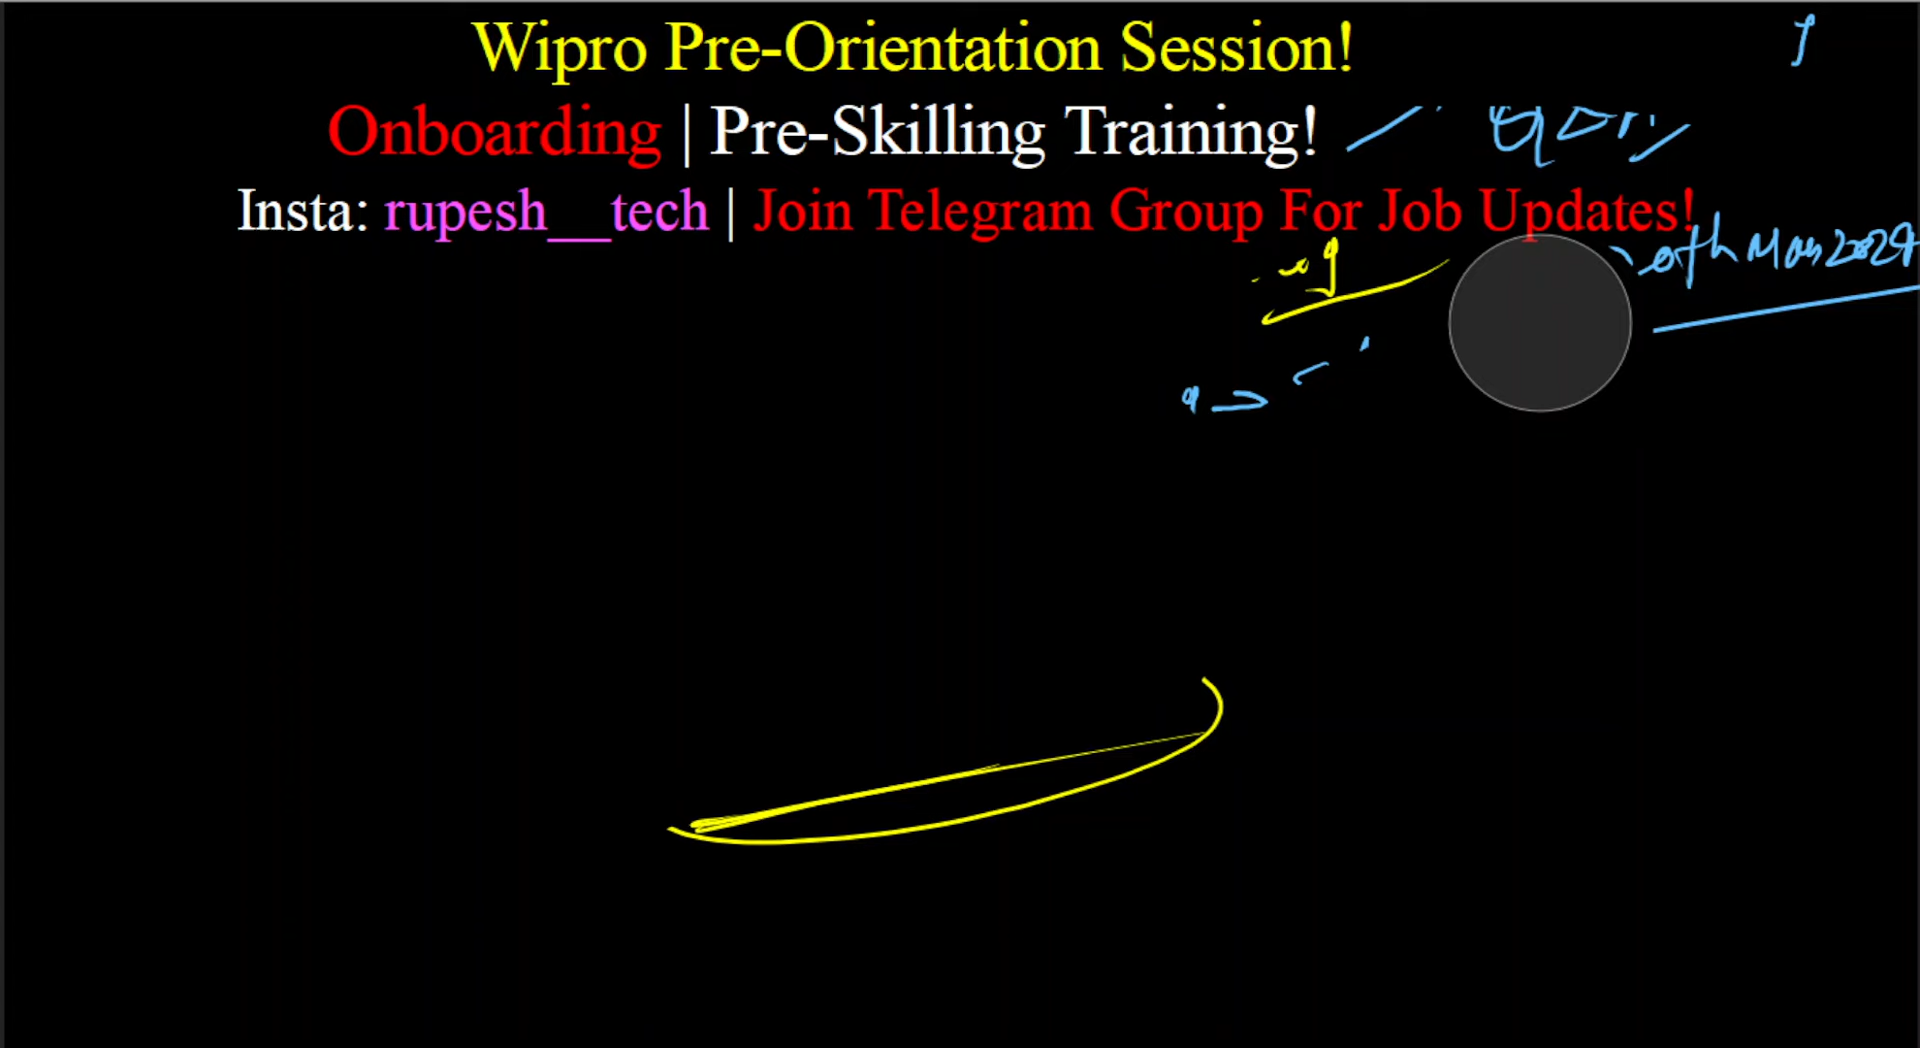 Wipro Pre-Orientation Session!
Onboarding | Pre-Skilling Training!
Insta: rupesh__tech | Join Telegram Group For Job Updates!